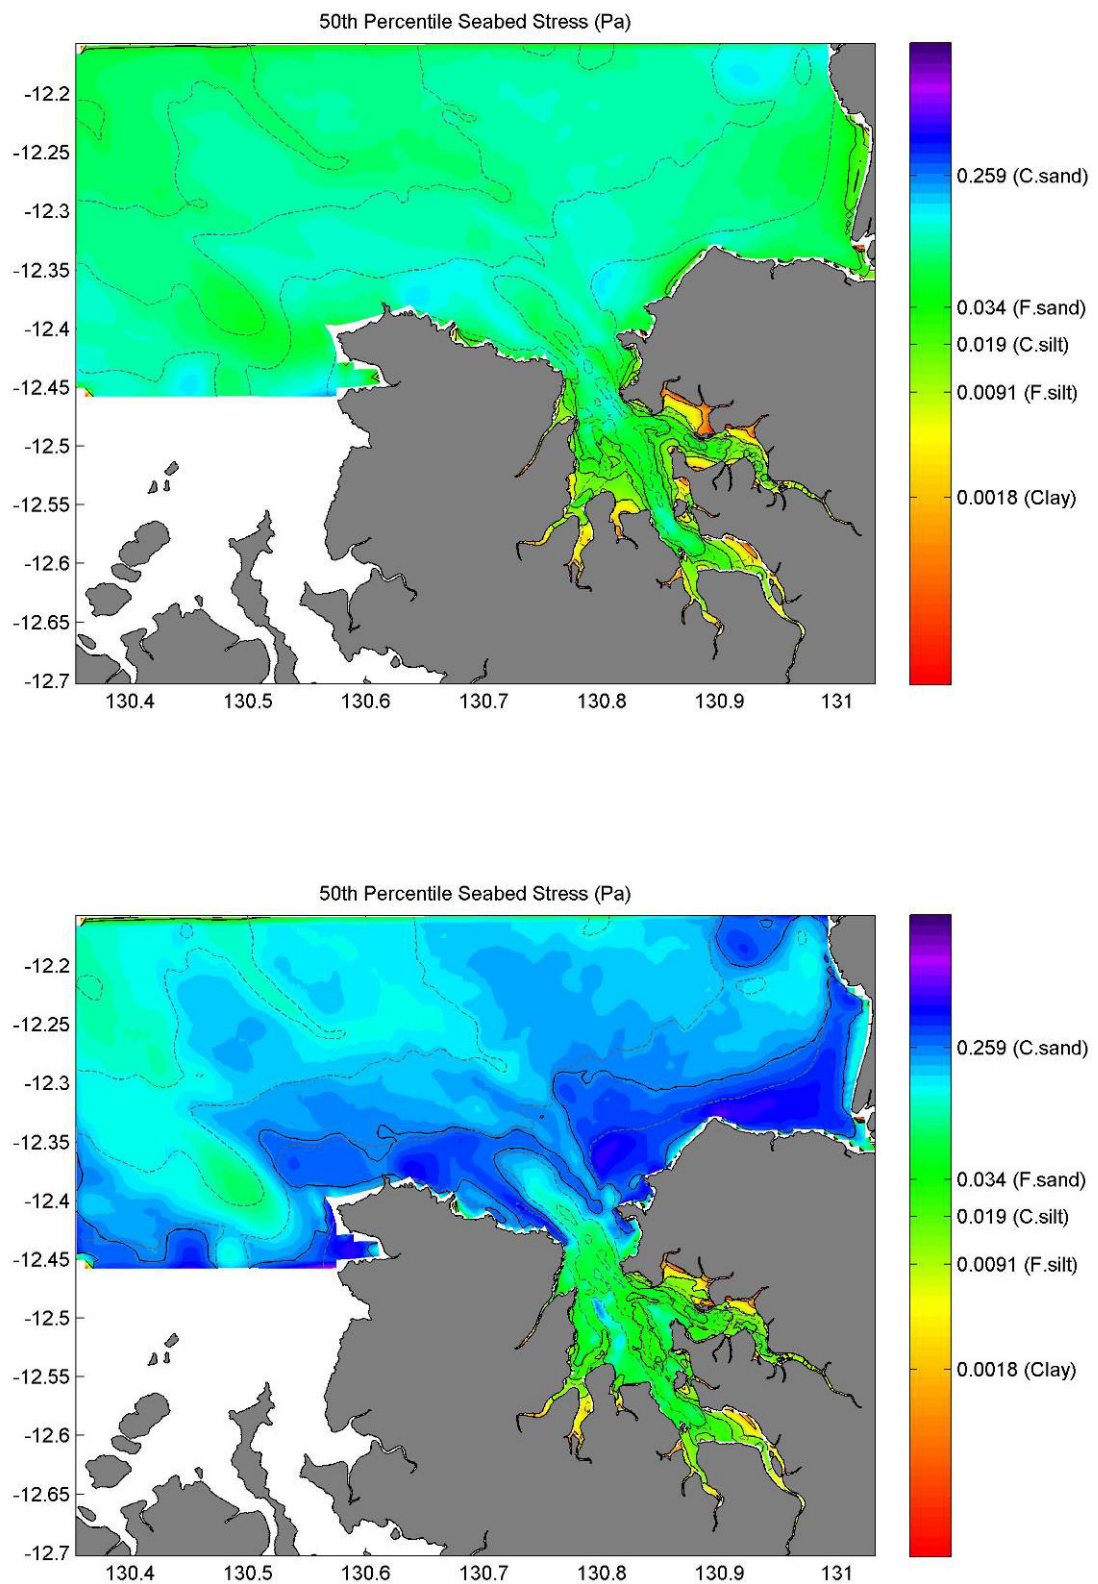 50th Percentile Seabed Stress (Pa)
-12.2
-12.25
-12.3
-12.35
-12.4
-12.45
-12.5
-12.55
-12.6
-12.65
-12.7
130.4 130.5 130.6 130.7 130.8 130.9 131
0.259 (C.sand)
0.034 (F.sand)
0.019 (C.silt)
0.0091 (F.silt)
0.0018 (Clay)
50th Percentile Seabed Stress (Pa)
-12.2
-12.25
-12.3
-12.35
-12.4
-12.45
-12.5
-12.55
-12.6
-12.65
-12.7
130.4 130.5 130.6 130.7 130.8 130.9 131
0.259 (C.sand)
0.034 (F.sand)
0.019 (C.silt)
0.0091 (F.silt)
0.0018 (Clay)